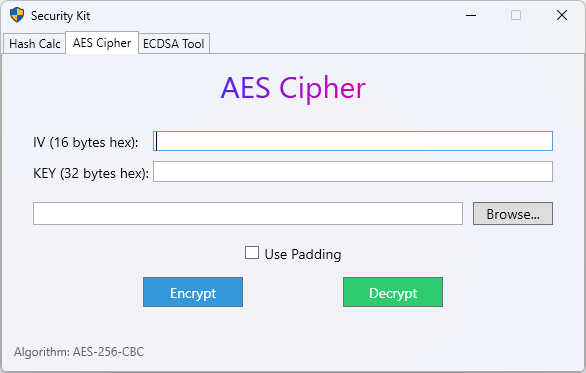 Security Kit
Hash Calc AES Cipher ECDSA Tool
AES Cipher
IV (16 bytes hex):
KEY (32 bytes hex):
Browse...
Use Padding
Encrypt Decrypt
Algorithm: AES-256-CBC